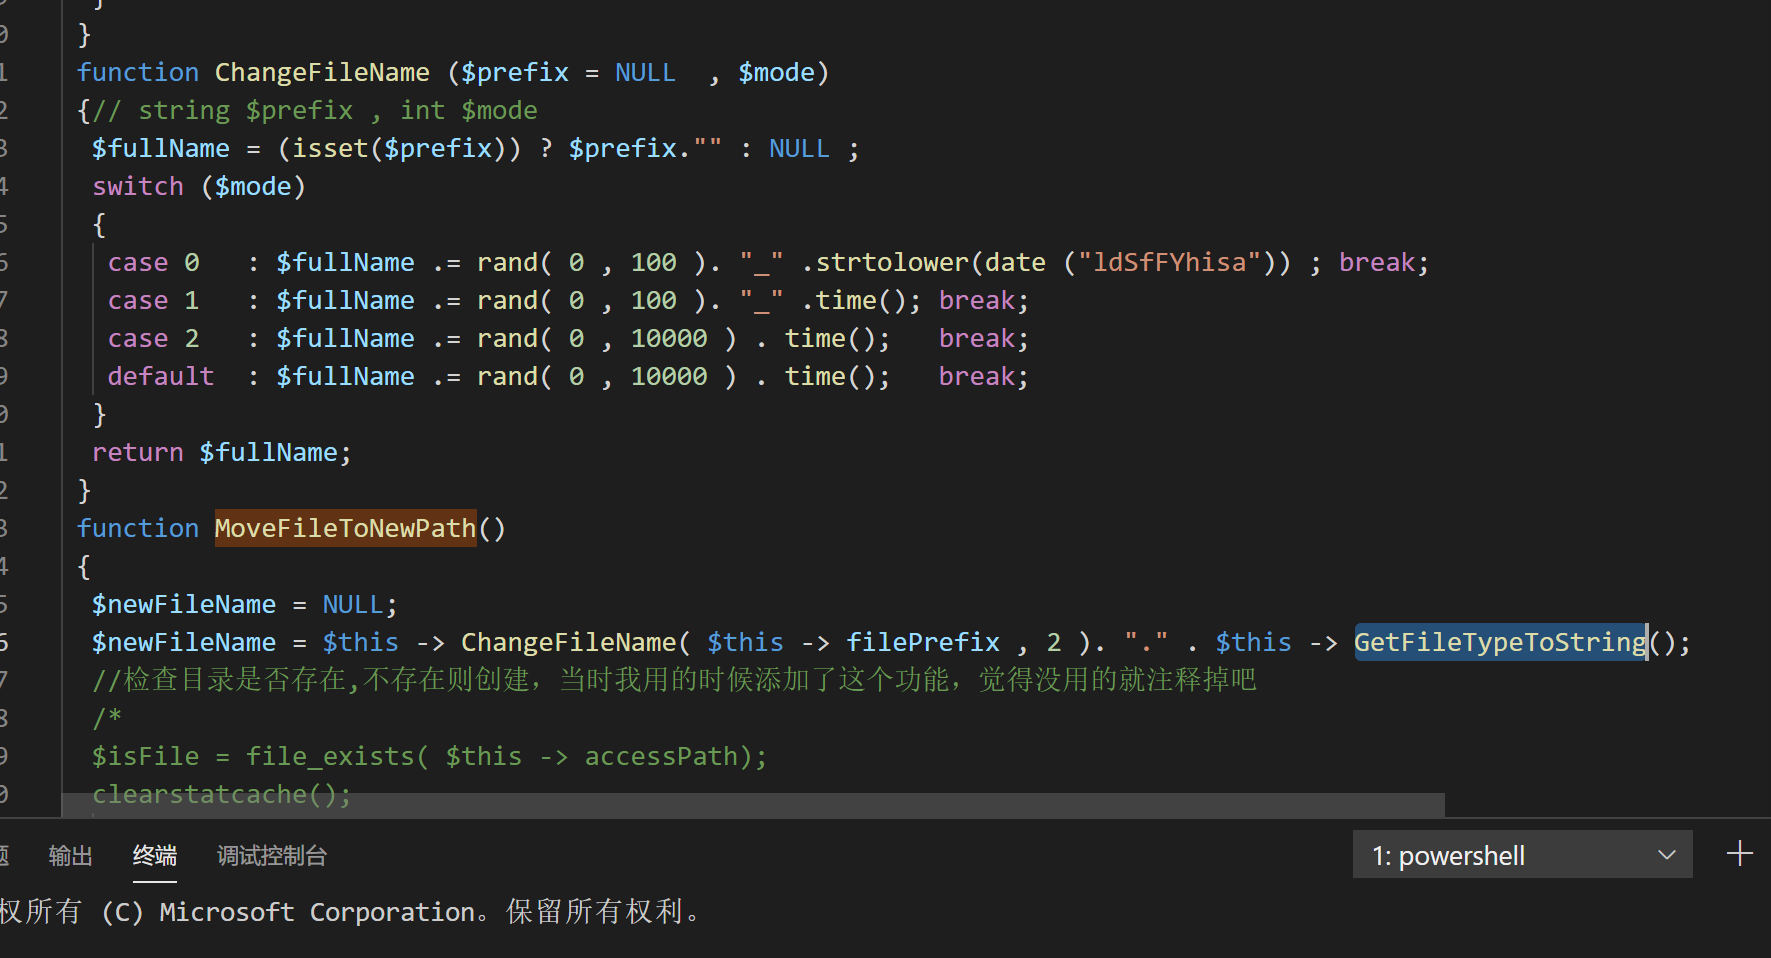 }
}
function ChangeFileName ($prefix = NULL  , $mode)
{// string $prefix , int $mode
$fullName = (isset($prefix)) ? $prefix."" : NULL ;
switch ($mode)
{
case 0   : $fullName .= rand( 0 , 100 ). "_" .strtolower(date ("ldSfFYhisa")) ; break;
case 1   : $fullName .= rand( 0 , 100 ). "_" .time(); break;
case 2   : $fullName .= rand( 0 , 10000 ) . time();   break;
default  : $fullName .= rand( 0 , 10000 ) . time();   break;
}
return $fullName;
}
function MoveFileToNewPath()
{
$newFileName = NULL;
$newFileName = $this -> ChangeFileName( $this -> filePrefix , 2 ). "." . $this -> GetFileTypeToString();
//检查目录是否存在,不存在则创建，当时我用的时候添加了这个功能，觉得没用的就注释掉吧
/*
$isFile = file_exists( $this -> accessPath);
clearstatcache();
题 输出 终端 调试控制台 1: powershell
权所有 (C) Microsoft Corporation。保留所有权利。